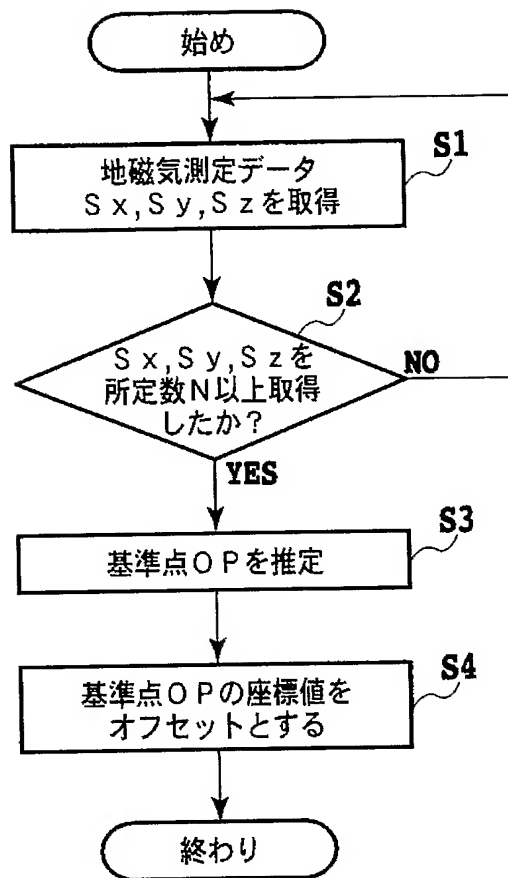 始め
S1
地磁気測定データ
Sx,Sy,Szを取得
S2
Sx,Sy,Szを
所定数N以上取得
したか?
NO
YES
S3
基準点OPを推定
S4
基準点OPの座標値を
オフセットとする
終わり